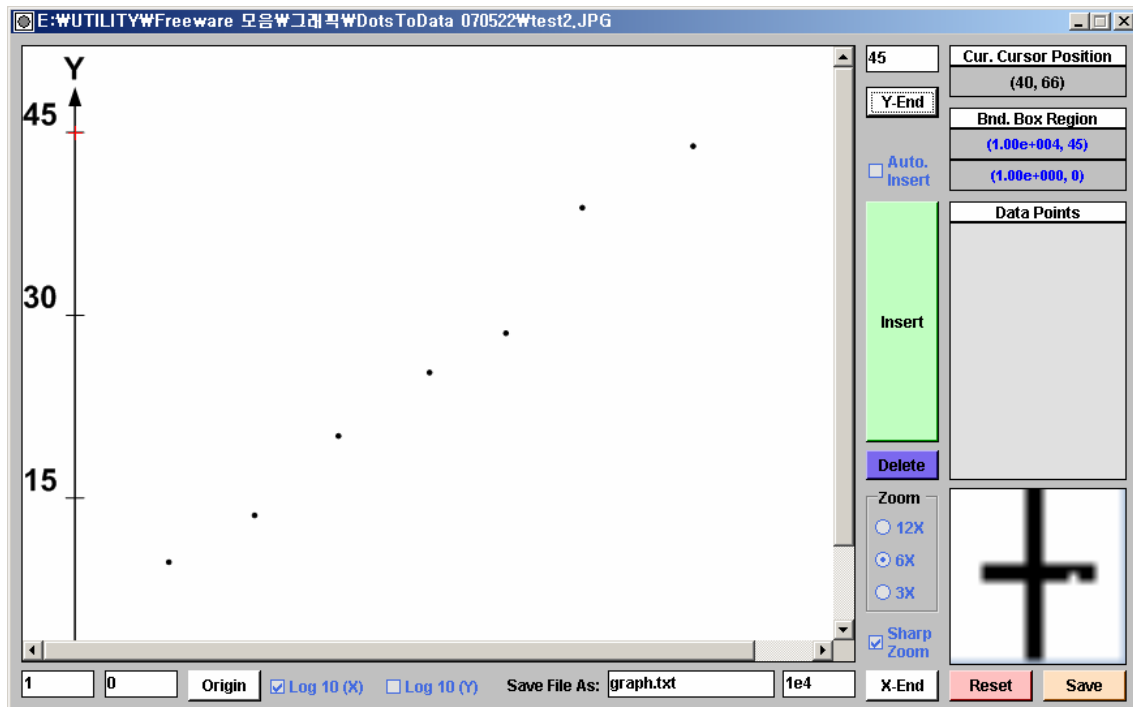 E:₩UTILITY₩Freeware 모음₩그래픽₩DotsToData 070522₩test2.JPG
Y
45
30
15
45
Y-End
Auto. Insert
Insert
Delete
Zoom
12X
6X
3X
Sharp Zoom
Cur. Cursor Position
(40, 66)
Bnd. Box Region
(1.00e+004, 45)
(1.00e+000, 0)
Data Points
1
0
Origin
Log 10 (X)
Log 10 (Y)
Save File As:
graph.txt
1e4
X-End
Reset
Save